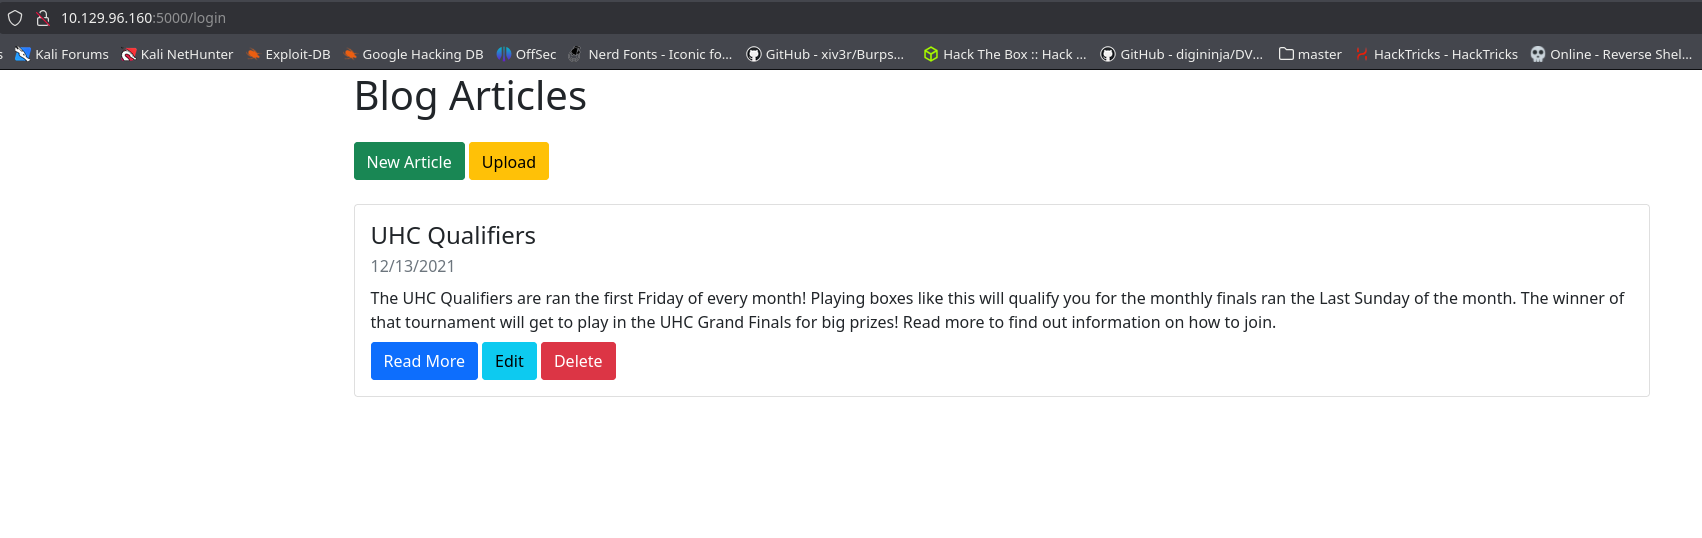 10.129.96.160:5000/login
s Kali Forums Kali NetHunter Exploit-DB Google Hacking DB OffSec Nerd Fonts - Iconic fo... GitHub - xiv3r/Burps... Hack The Box :: Hack ... GitHub - digininja/DV... master HackTricks - HackTricks Online - Reverse Shel...
Blog Articles
New Article Upload
UHC Qualifiers
12/13/2021
The UHC Qualifiers are ran the first Friday of every month! Playing boxes like this will qualify you for the monthly finals ran the Last Sunday of the month. The winner of
that tournament will get to play in the UHC Grand Finals for big prizes! Read more to find out information on how to join.
Read More Edit Delete